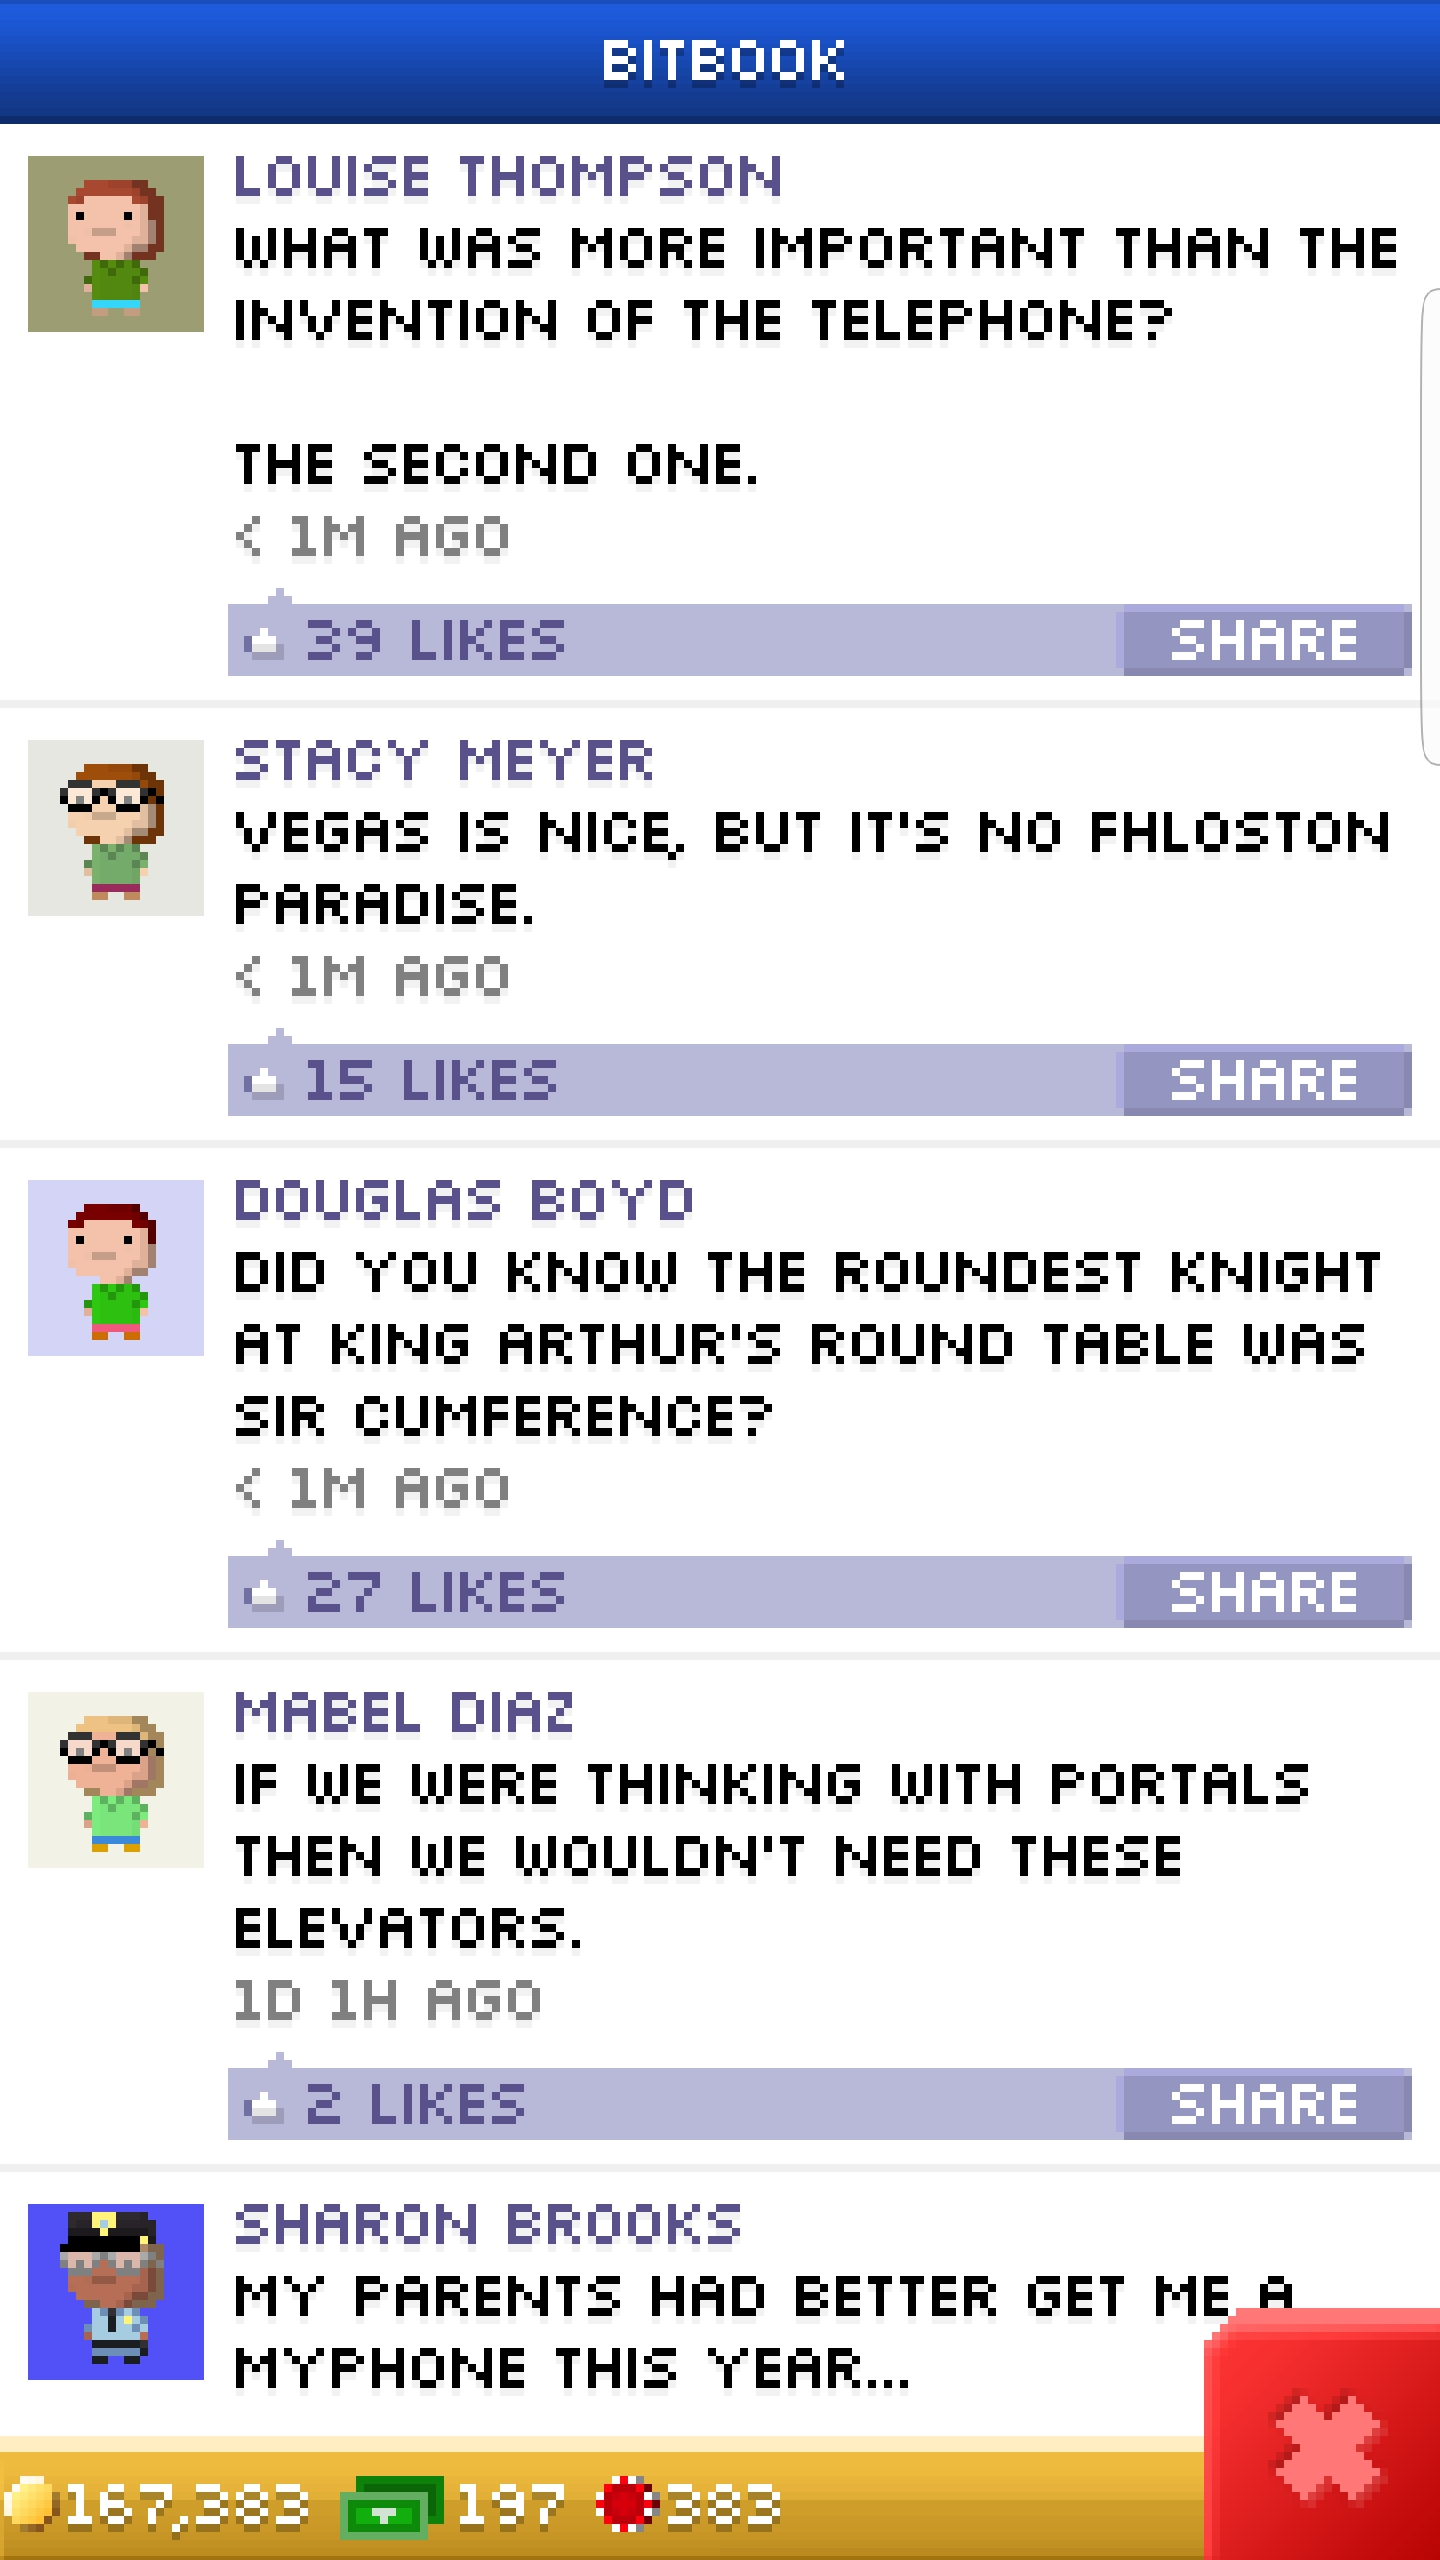 BITBOOK
LOUISE THOMPSON
WHAT WAS MORE IMPORTANT THAN THE
INVENTION OF THE TELEPHONE?
THE SECOND ONE.
< 1M AGO
39 LIKES SHARE
STACY MEYER
VEGAS IS NICE, BUT IT'S NO FHLOSTON
PARADISE.
< 1M AGO
15 LIKES SHARE
DOUGLAS BOYD
DID YOU KNOW THE ROUNDEST KNIGHT
AT KING ARTHUR'S ROUND TABLE WAS
SIR CUMFERENCE?
< 1M AGO
27 LIKES SHARE
MABEL DIAZ
IF WE WERE THINKING WITH PORTALS
THEN WE WOULDN'T NEED THESE
ELEVATORS.
1D 1H AGO
2 LIKES SHARE
SHARON BROOKS
MY PARENTS HAD BETTER GET ME A
MYPHONE THIS YEAR...
167,383 197 383